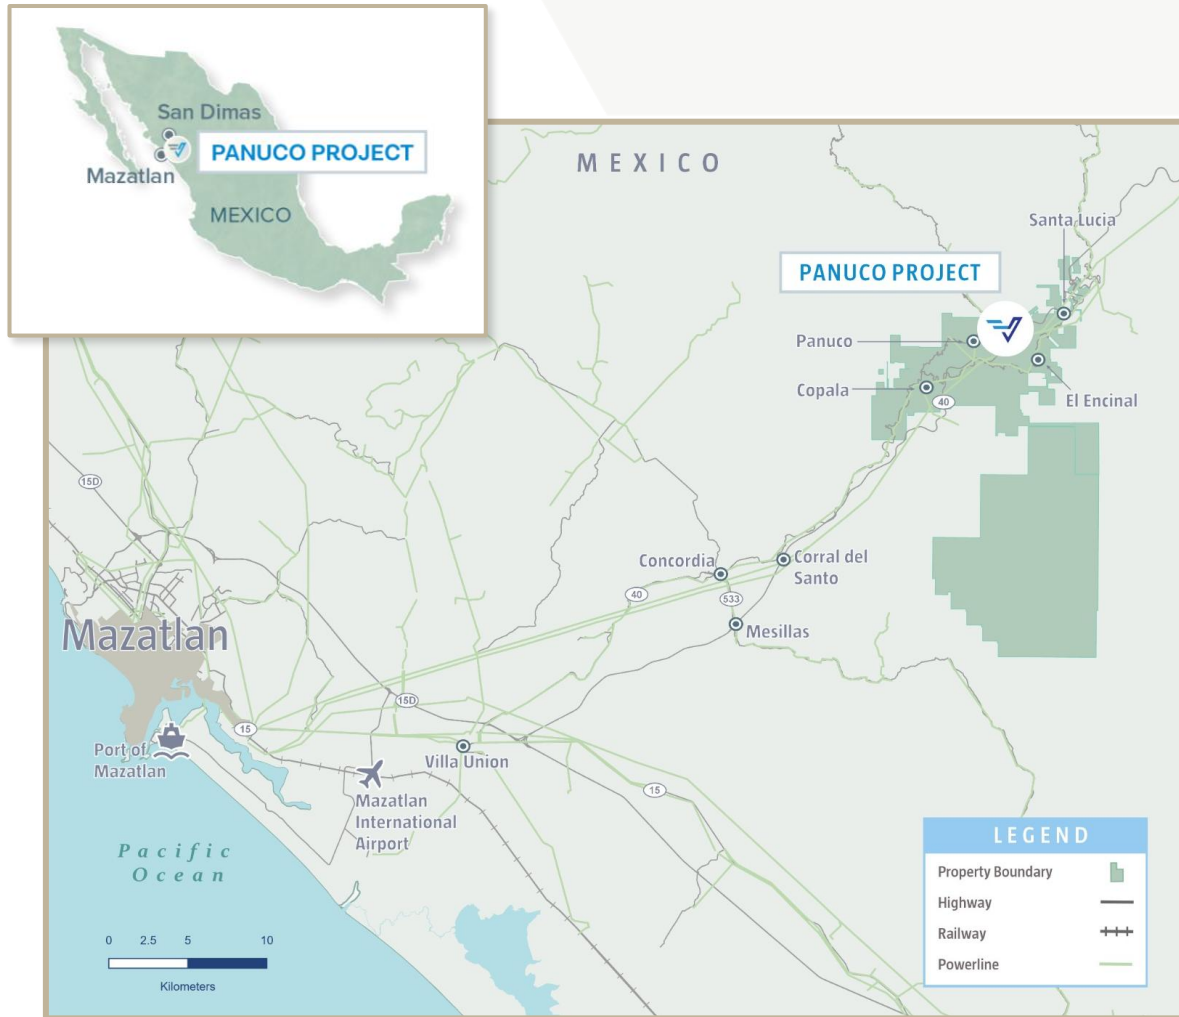 San Dimas
PANUCO PROJECT
Mazatlan
MEXICO
MEXICO
Santa Lucia
PANUCO PROJECT
Panuco
Copala
40
El Encinal
15D
Concordia
Corral del
Santo
40
533
Mazatlan
Mesillas
15D
15
Port of
Mazatlan
Villa Union
15
Mazatlan
International
Airport
Pacific
Ocean
0 2.5 5 10
Kilometers
LEGEND
Property Boundary
Highway
Railway
Powerline